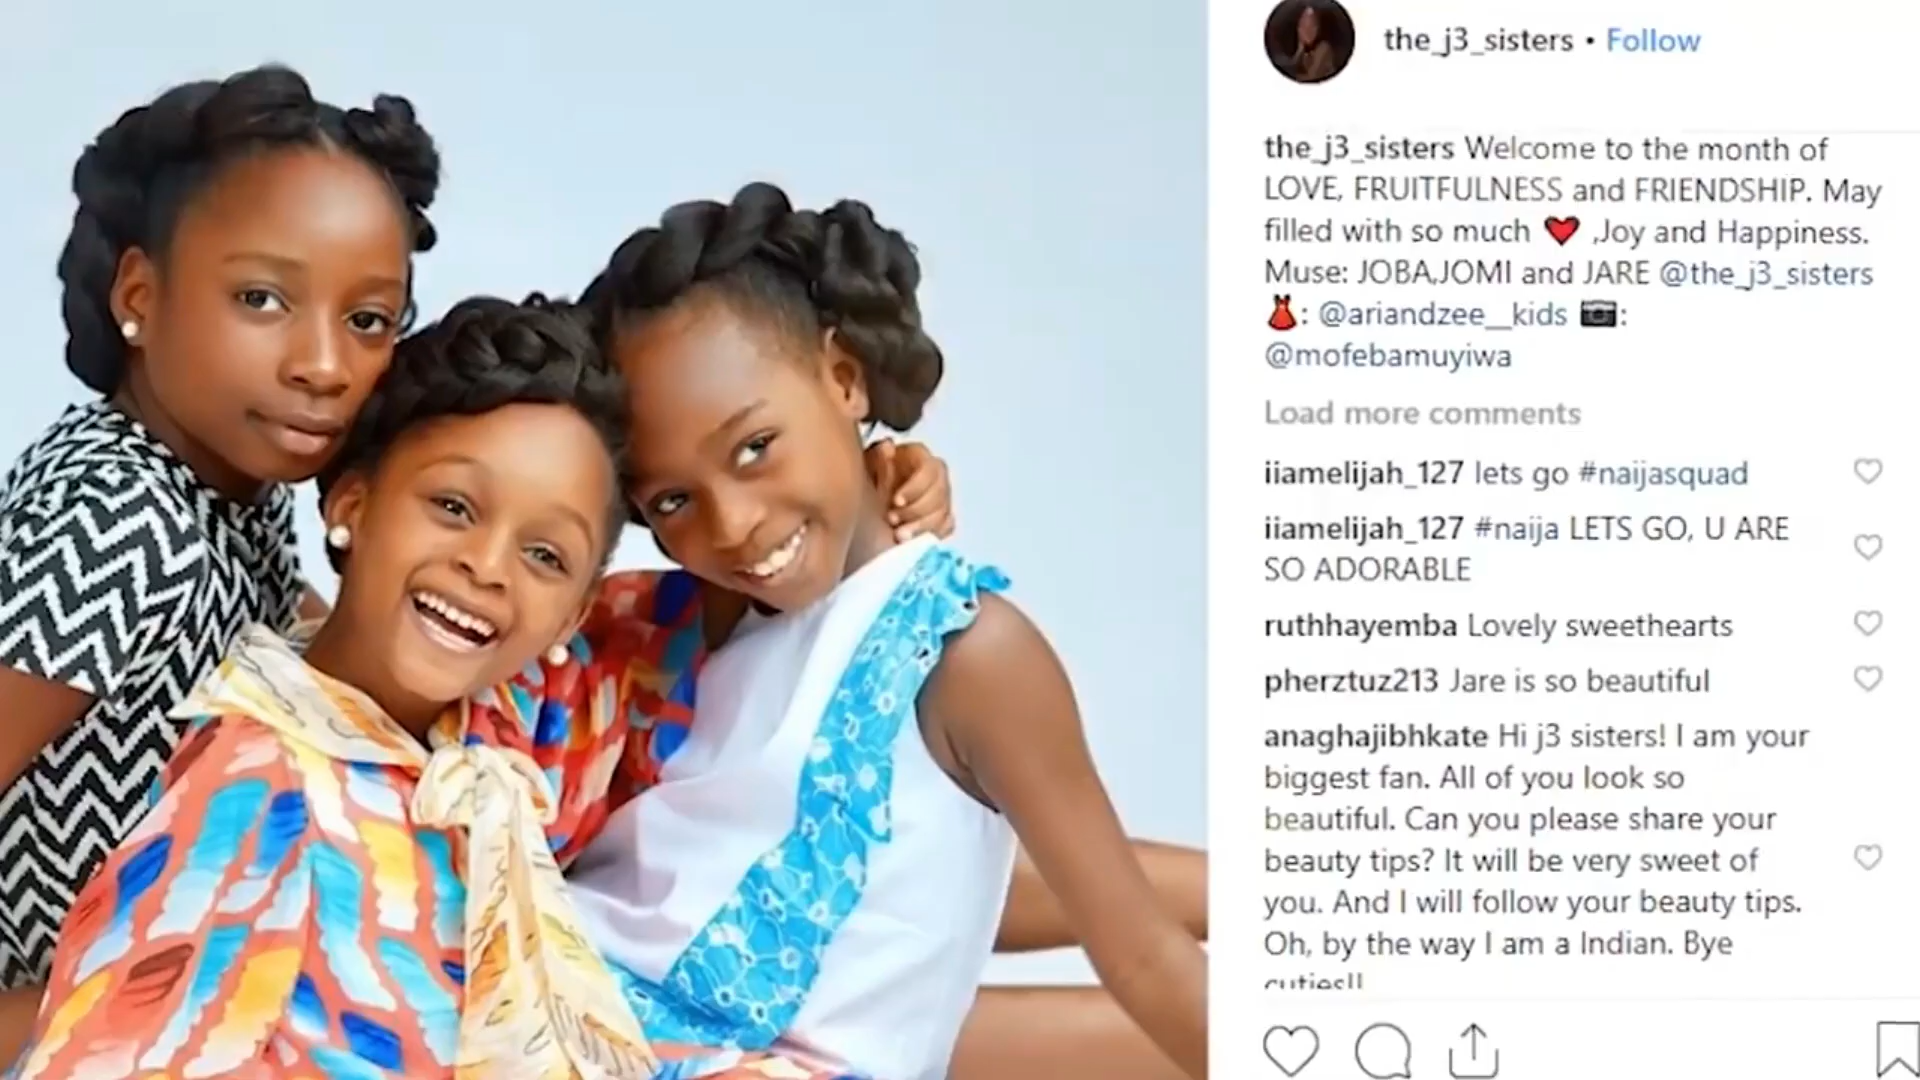 the_j3_sisters • Follow
the_j3_sisters Welcome to the month of
LOVE, FRUITFULNESS and FRIENDSHIP. May
filled with so much ❤️ ,Joy and Happiness.
Muse: JOBA,JOMI and JARE @the_j3_sisters
👗: @ariandzee__kids 📷:
@mofebamuyiwa
Load more comments
iiamelijah_127 lets go #naijasquad
iiamelijah_127 #naija LETS GO, U ARE
SO ADORABLE
ruthhayemba Lovely sweethearts
pherztuz213 Jare is so beautiful
anaghajibhkate Hi j3 sisters! I am your
biggest fan. All of you look so
beautiful. Can you please share your
beauty tips? It will be very sweet of
you. And I will follow your beauty tips.
Oh, by the way I am a Indian. Bye
cuties!!